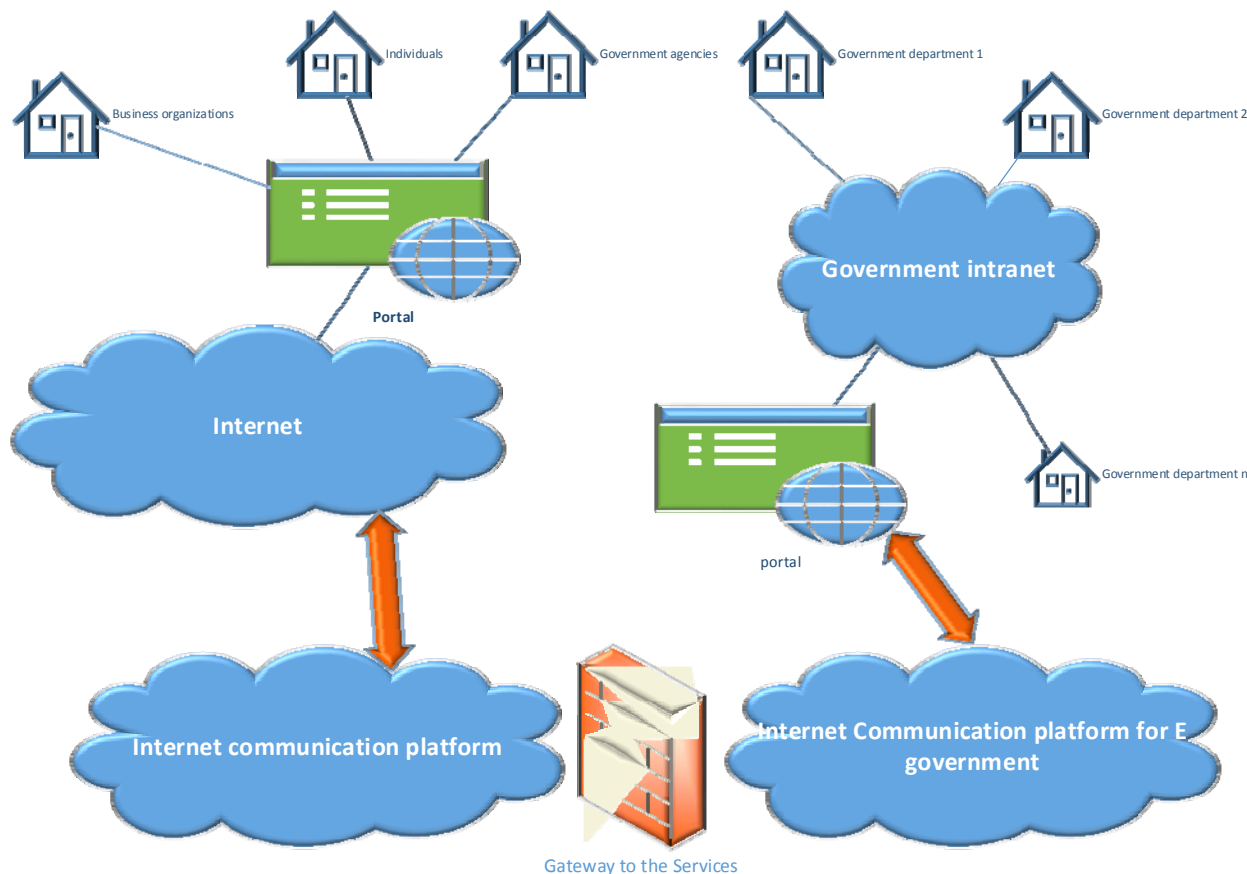 Individuals
Government agencies
Government department 1
Business organizations
Government department 2
Government intranet
Portal
Internet
Government department n
portal
Internet communication platform
Internet Communication platform for E
government
Gateway to the Services